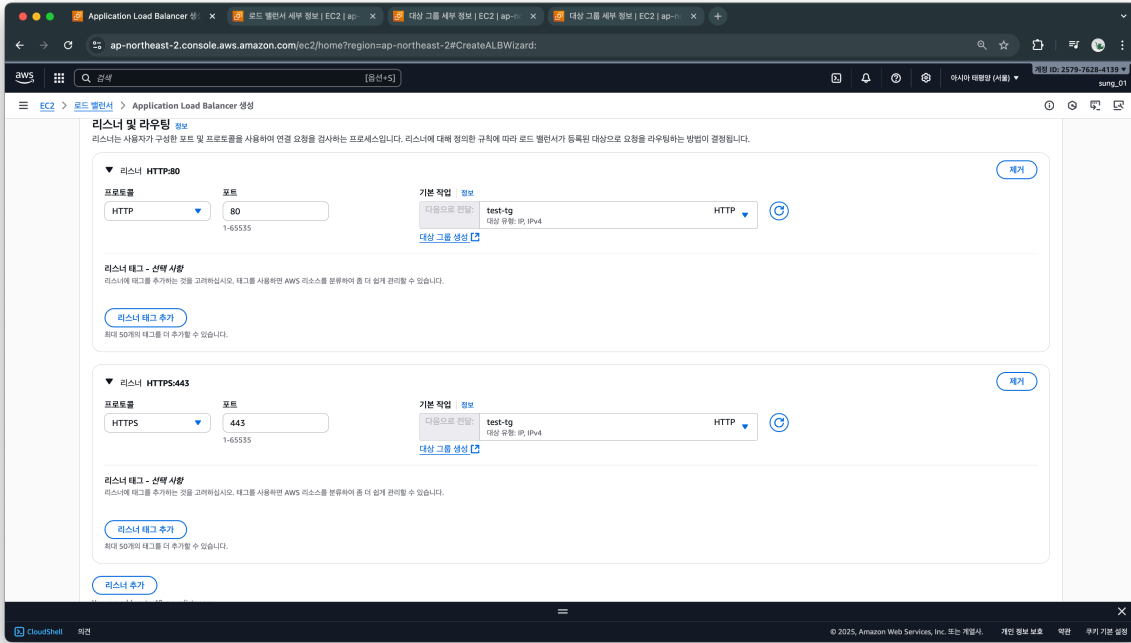 Application Load Balancer 생
로드 밸런서 세부 정보 | EC2 | ap-
대상 그룹 세부 정보 | EC2 | ap-n
대상 그룹 세부 정보 | EC2 | ap-n
ap-northeast-2.console.aws.amazon.com/ec2/home?region=ap-northeast-2#CreateALBWizard:
aws
검색
[옵션+S]
아시아 태평양 (서울)
계정 ID: 2579-7628-4139
sung_01
EC2 > 로드 밸런서 > Application Load Balancer 생성
리스너 및 라우팅 정보
리스너는 사용자가 구성한 포트 및 프로토콜을 사용하여 연결 요청을 검사하는 프로세스입니다. 리스너에 대해 정의한 규칙에 따라 로드 밸런서가 등록된 대상으로 요청을 라우팅하는 방법이 결정됩니다.
리스너 HTTP:80
제거
프로토콜
포트
기본 작업 정보
HTTP
80
다음으로 전달:
test-tg
HTTP
대상 유형: IP, IPv4
1-65535
대상 그룹 생성
리스너 태그 - 선택 사항
리스너에 태그를 추가하는 것을 고려하십시오. 태그를 사용하면 AWS 리소스를 분류하여 좀 더 쉽게 관리할 수 있습니다.
리스너 태그 추가
최대 50개의 태그를 더 추가할 수 있습니다.
리스너 HTTPS:443
제거
프로토콜
포트
기본 작업 정보
HTTPS
443
다음으로 전달:
test-tg
HTTP
대상 유형: IP, IPv4
1-65535
대상 그룹 생성
리스너 태그 - 선택 사항
리스너에 태그를 추가하는 것을 고려하십시오. 태그를 사용하면 AWS 리소스를 분류하여 좀 더 쉽게 관리할 수 있습니다.
리스너 태그 추가
최대 50개의 태그를 더 추가할 수 있습니다.
리스너 추가
CloudShell
의견
© 2025, Amazon Web Services, Inc. 또는 계열사.
개인 정보 보호
약관
쿠키 기본 설정